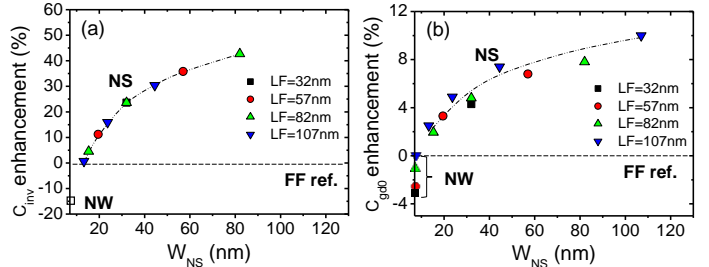 (a)
C_inv enhancement (%)
60
50
40
30
20
10
0
-10
-20
NS
LF=32nm
LF=57nm
LF=82nm
LF=107nm
FF ref.
NW
20 40 60 80 100 120
W_NS (nm)
(b)
C_gd0 enhancement (%)
12
8
4
0
-4
NS
LF=32nm
LF=57nm
LF=82nm
LF=107nm
FF ref.
NW
20 40 60 80 100 120
W_NS (nm)